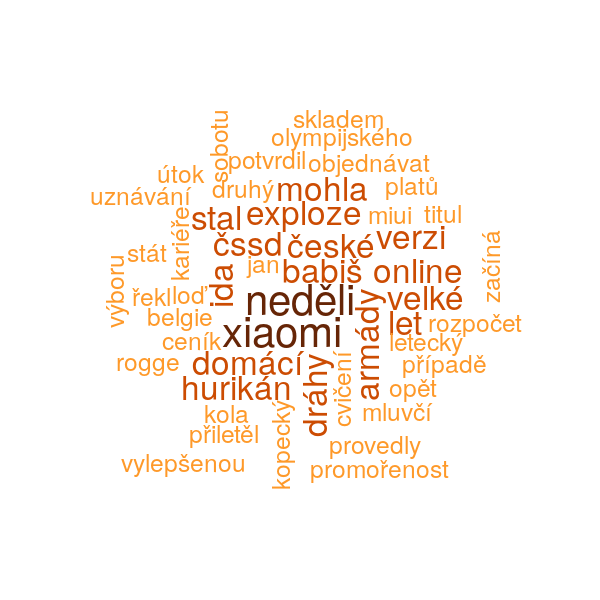 skladem
olympijského
sobotu
potvrdil
objednávat
útok
druhý
mohla
platů
uznávání
stal
exploze
miui
titul
kariéře
čssd
české
verzi
stát
jan
babiš
online
začíná
výboru
řekl
loď
ida
neděli
velké
belgie
xiaomi
armády
let
rozpočet
ceník
letecký
rogge
domácí
dráhy
cvičení
případě
hurikán
opět
kola
kopecký
mluvčí
přiletěl
provedly
vylepšenou
promořenost